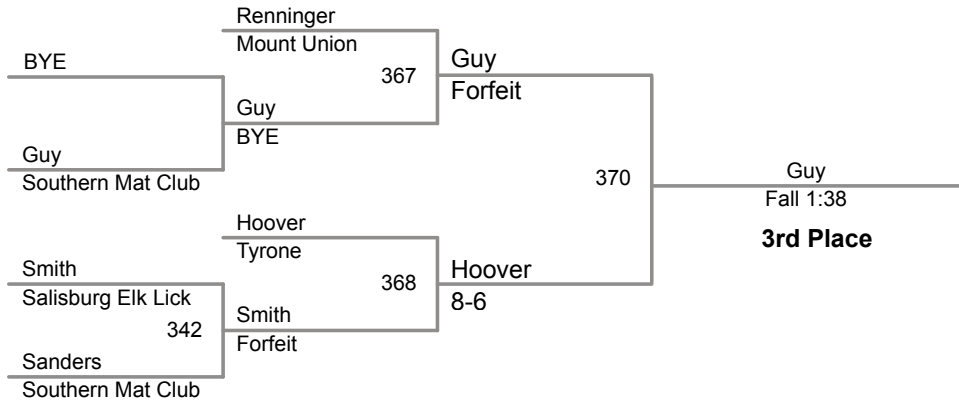 Renninger
Mount Union
BYE
367
Guy
Forfeit
Guy
BYE
Guy
Southern Mat Club
370
Guy
Fall 1:38
3rd Place
Hoover
Tyrone
Smith
Salisburg Elk Lick
368
Hoover
8-6
342
Smith
Forfeit
Sanders
Southern Mat Club